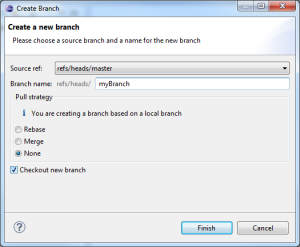 Create Branch
Create a new branch
Please choose a source branch and a name for the new branch
Source ref: refs/heads/master
Branch name: refs/heads/ myBranch
Pull strategy
You are creating a branch based on a local branch
Rebase
Merge
None
Checkout new branch
Finish Cancel